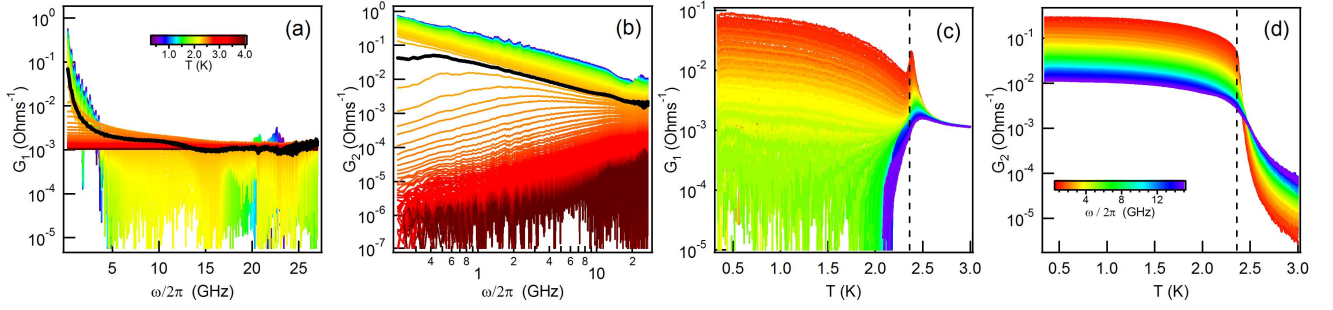 (a)
10⁰
10⁻¹
10⁻²
10⁻³
10⁻⁴
10⁻⁵
G₁ (Ohms⁻¹)
1.0 2.0 3.0 4.0
T (K)
5 10 15 20 25
ω/2π (GHz)
(b)
10⁰
10⁻¹
10⁻²
10⁻³
10⁻⁴
10⁻⁵
10⁻⁶
10⁻⁷
G₂ (Ohms⁻¹)
4 6 8 1 2 4 6 8 10 2
ω/2π (GHz)
(c)
10⁻¹
10⁻²
10⁻³
10⁻⁴
10⁻⁵
G₁ (Ohms⁻¹)
0.5 1.0 1.5 2.0 2.5 3.0
T (K)
(d)
10⁻¹
10⁻²
10⁻³
10⁻⁴
10⁻⁵
G₂ (Ohms⁻¹)
4 8 12
ω / 2π (GHz)
0.5 1.0 1.5 2.0 2.5 3.0
T (K)